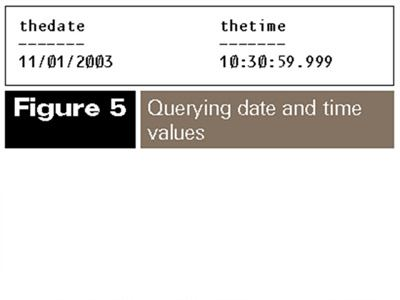 thedate thetime
------- -------
11/01/2003 10:30:59.999
Figure 5 Querying date and time
values